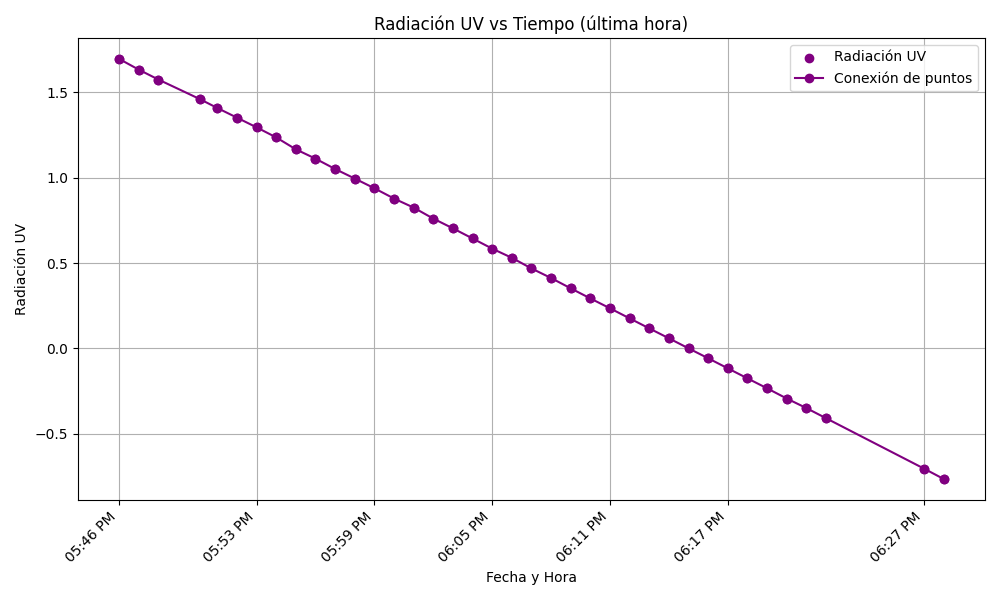 Radiación UV vs Tiempo (última hora)
Radiación UV
Conexión de puntos
Radiación UV
1.5
1.0
0.5
0.0
−0.5
05:46 PM
05:53 PM
05:59 PM
06:05 PM
06:11 PM
06:17 PM
06:27 PM
Fecha y Hora